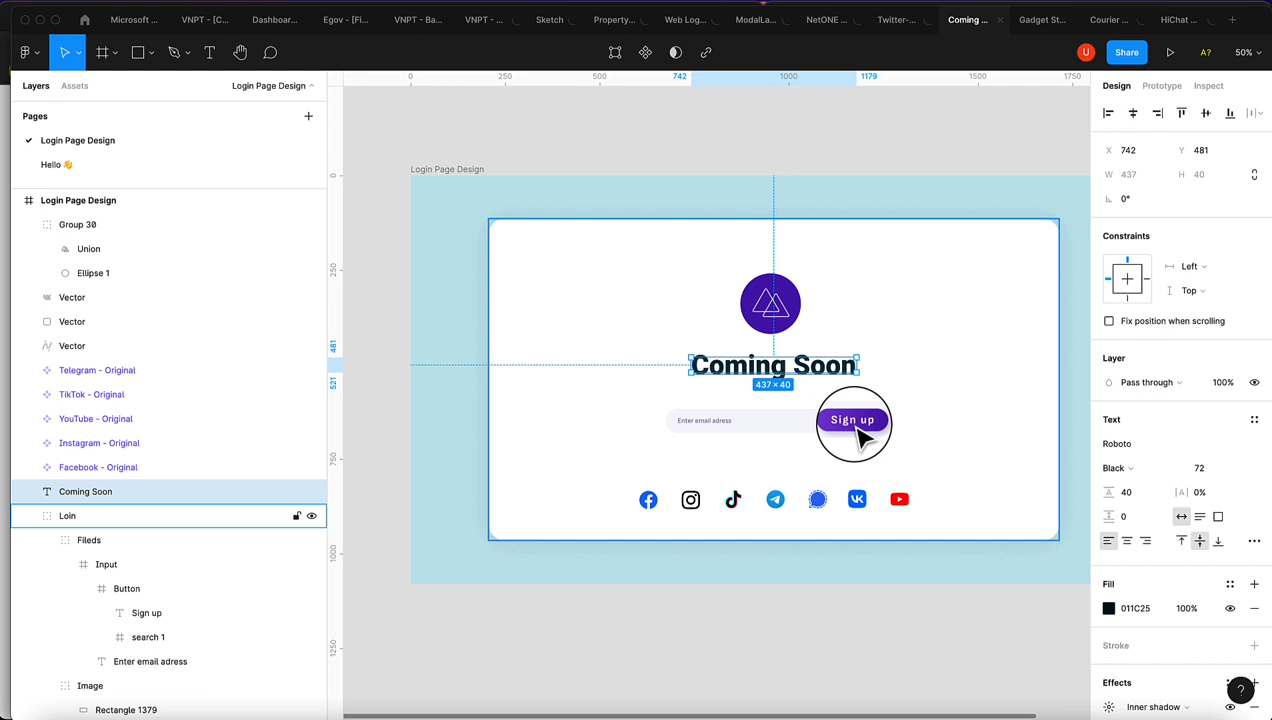 Microsoft ... VNPT - [C... Dashboar... Egov - [Fi... VNPT - Ba... VNPT - ... Sketch Property... Web Log... ModalLa... NetONE ... Twitter-... Coming ... Gadget St... Courier ... HiChat ...
U Share A? 50%
Layers Assets Login Page Design
Pages
Login Page Design
Hello 👋
Login Page Design
Group 30
Union
Ellipse 1
Vector
Vector
Vector
Telegram - Original
TikTok - Original
YouTube - Original
Instagram - Original
Facebook - Original
Coming Soon
Loin
Fileds
Input
Button
Sign up
search 1
Enter email adress
Image
Rectangle 1379
0 250 500 742 1000 1179 1500 1750
0
250
481
521
750
1000
1250
Login Page Design
Coming Soon
437 × 40
Enter email adress
Sign up
Design Prototype Inspect
X 742 Y 481
W 437 H 40
0°
Constraints
Left
Top
Fix position when scrolling
Layer
Pass through 100%
Text
Roboto
Black 72
40 |A| 0%
0
Fill
011C25 100%
Stroke
Effects
?
Inner shadow